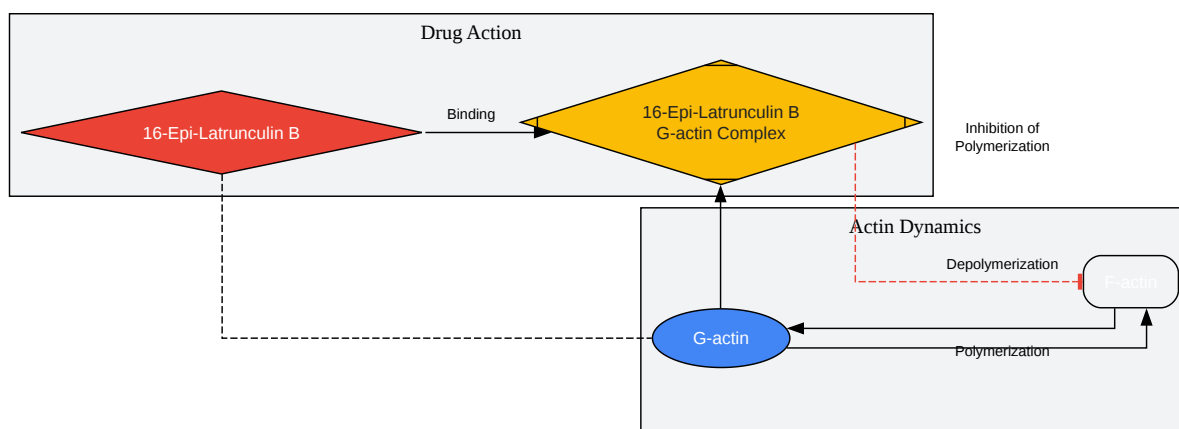 Drug Action
16-Epi-Latrunculin B
Binding
16-Epi-Latrunculin B
G-actin Complex
Inhibition of
Polymerization
Actin Dynamics
Depolymerization
F-actin
G-actin
Polymerization